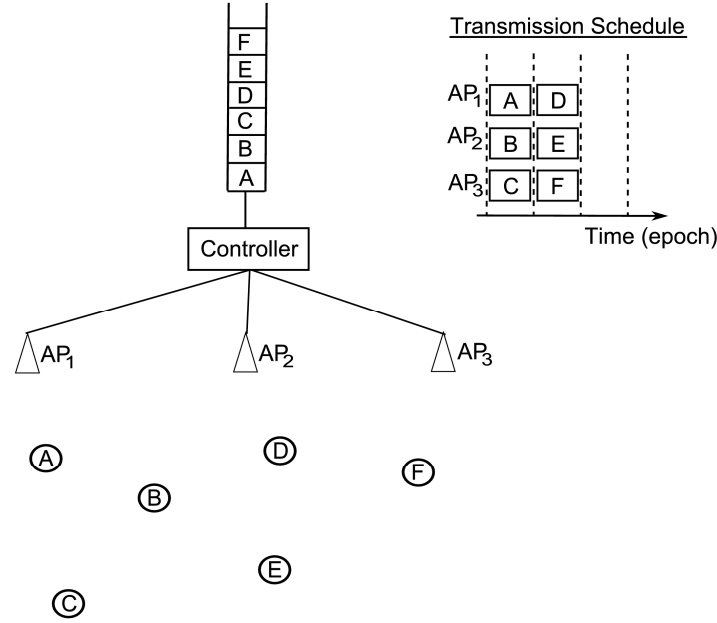 F
E
D
C
B
A
Controller
AP1
AP2
AP3
A
B
C
D
E
F
Transmission Schedule
AP1 A D
AP2 B E
AP3 C F
Time (epoch)